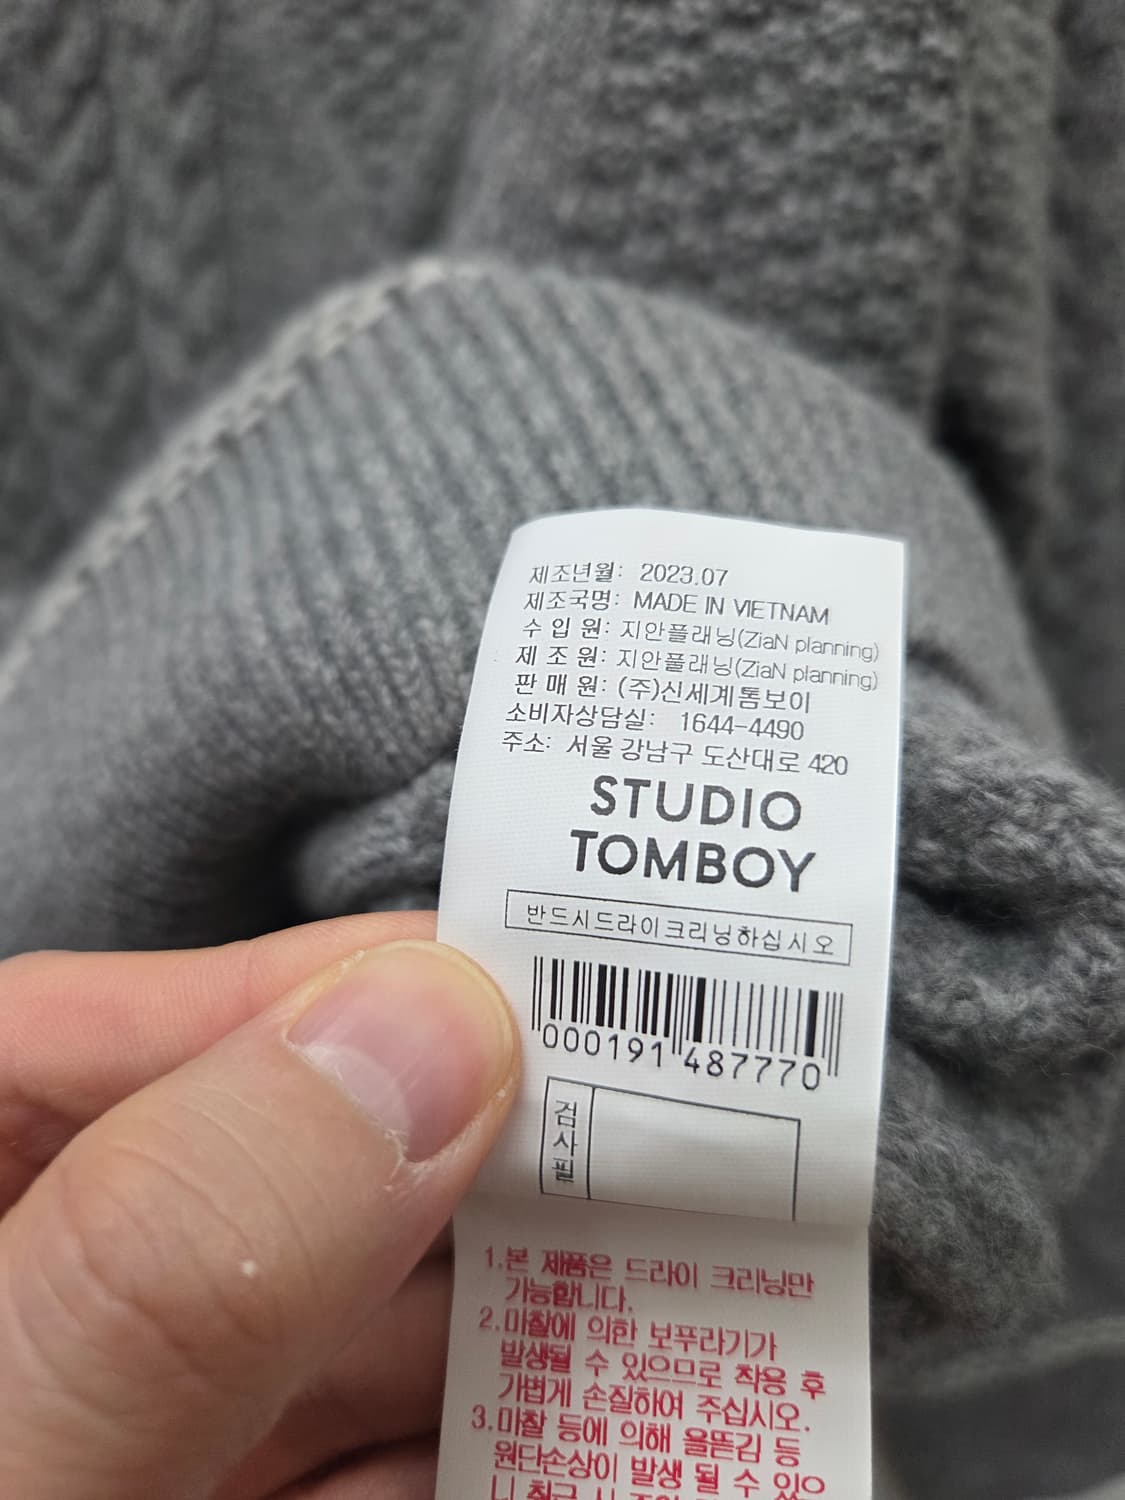 제조년월: 2023.07
제조국명: MADE IN VIETNAM
수 입 원: 지안플래닝(ZiaN planning)
제 조 원: 지안플래닝(ZiaN planning)
판 매 원: (주)신세계톰보이
소비자상담실: 1644-4490
주소: 서울 강남구 도산대로 420
STUDIO
TOMBOY
반드시드라이크리닝하십시오
000191 487770
검사필
1.본 제품은 드라이 크리닝만
가능합니다.
2.마찰에 의한 보푸라기가
발생될 수 있으므로 착용 후
가볍게 손질하여 주십시오.
3.마찰 등에 의해 올뜯김 등
원단손상이 발생 될 수 있으
니